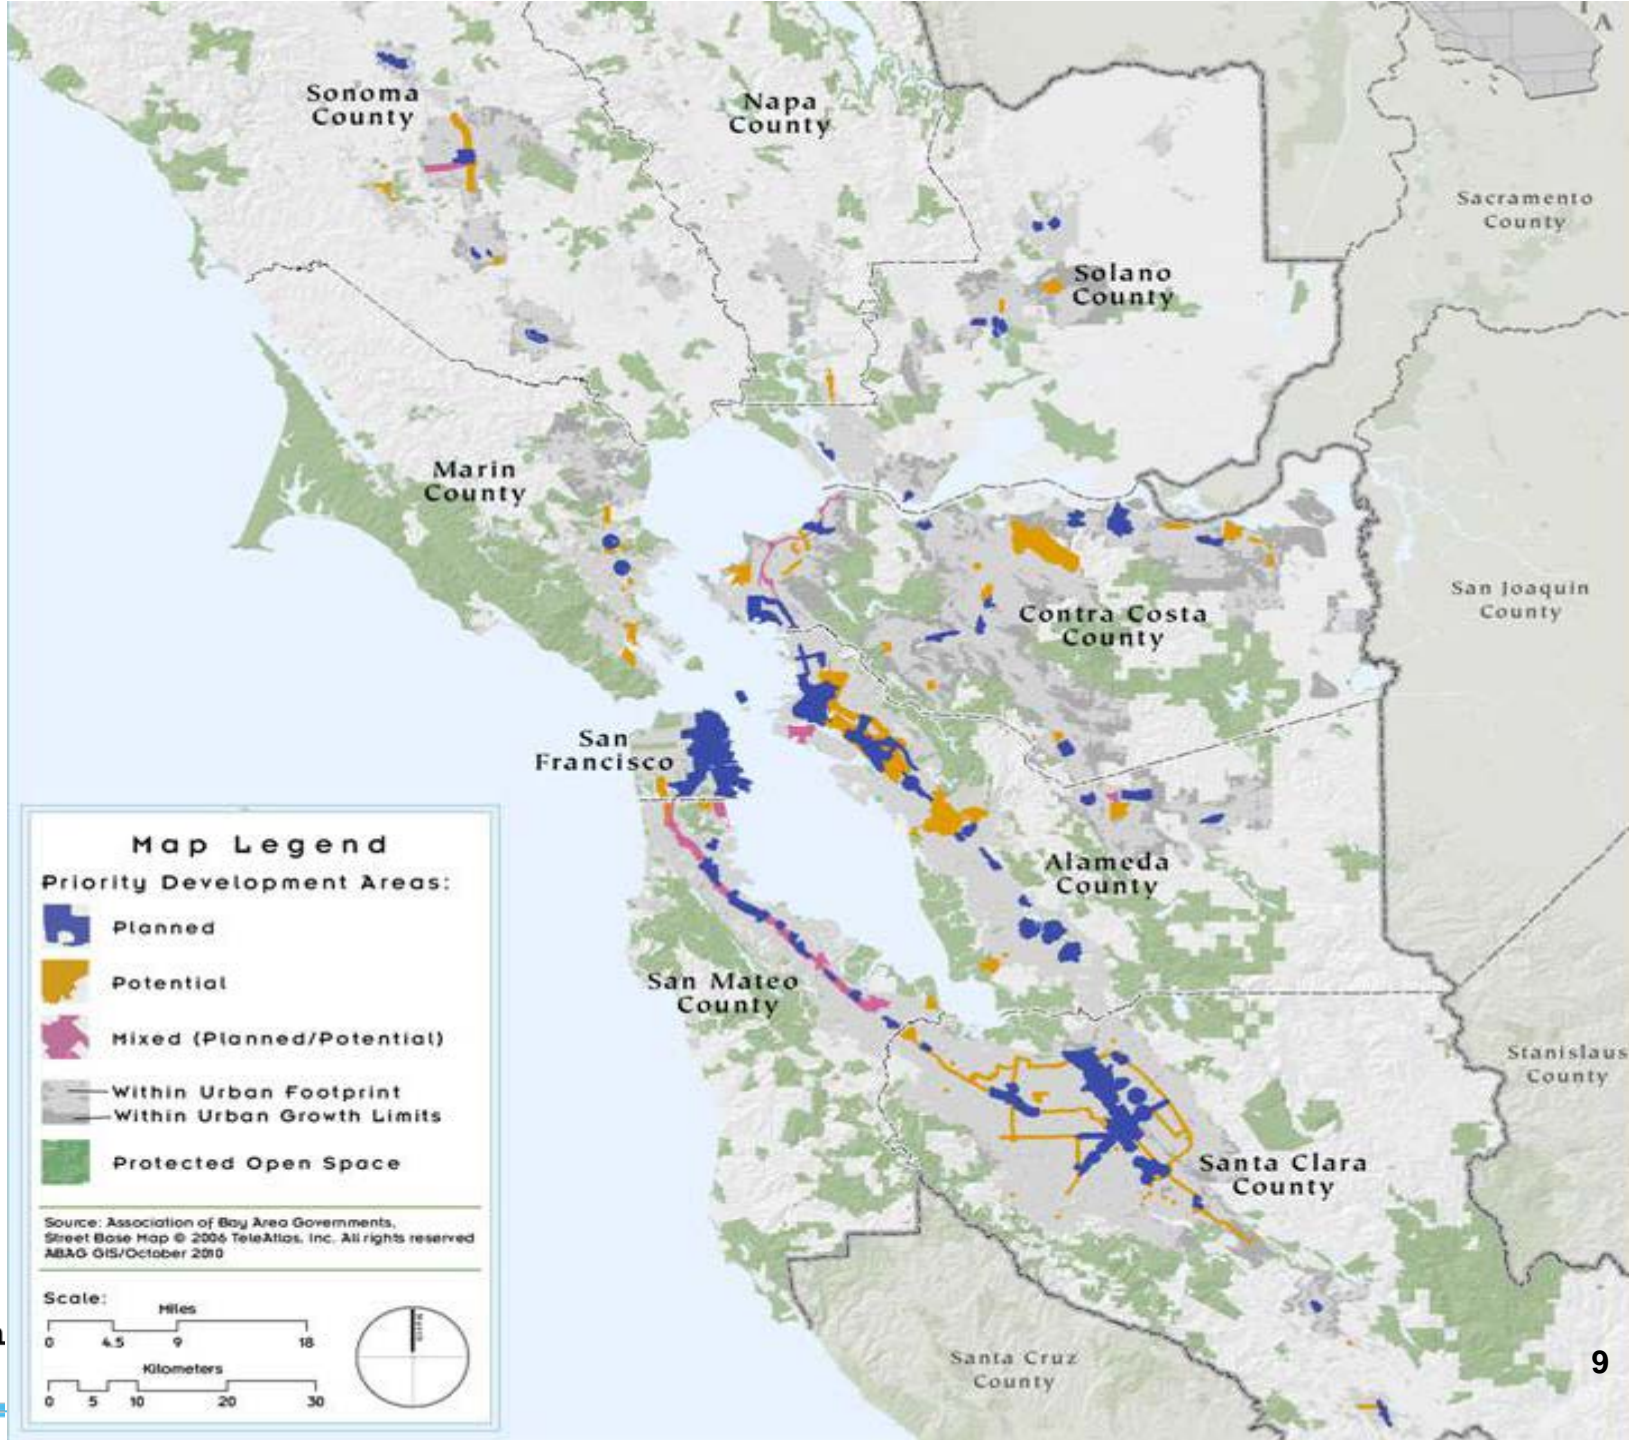 Sonoma
County
Napa
County
Sacramento
County
Solano
County
Marin
County
Contra Costa
County
San Joaquin
County
San
Francisco
Alameda
County
San Mateo
County
Stanislaus
County
Santa Clara
County
Santa Cruz
County
Map Legend
Priority Development Areas:
Planned
Potential
Mixed (Planned/Potential)
Within Urban Footprint
Within Urban Growth Limits
Protected Open Space
Source: Association of Bay Area Governments,
Street Base Map © 2006 TeleAtlas, Inc. All rights reserved
ABAG GIS/October 2010
Scale:
Miles
0 4.5 9 18
Kilometers
0 5 10 20 30
North
9